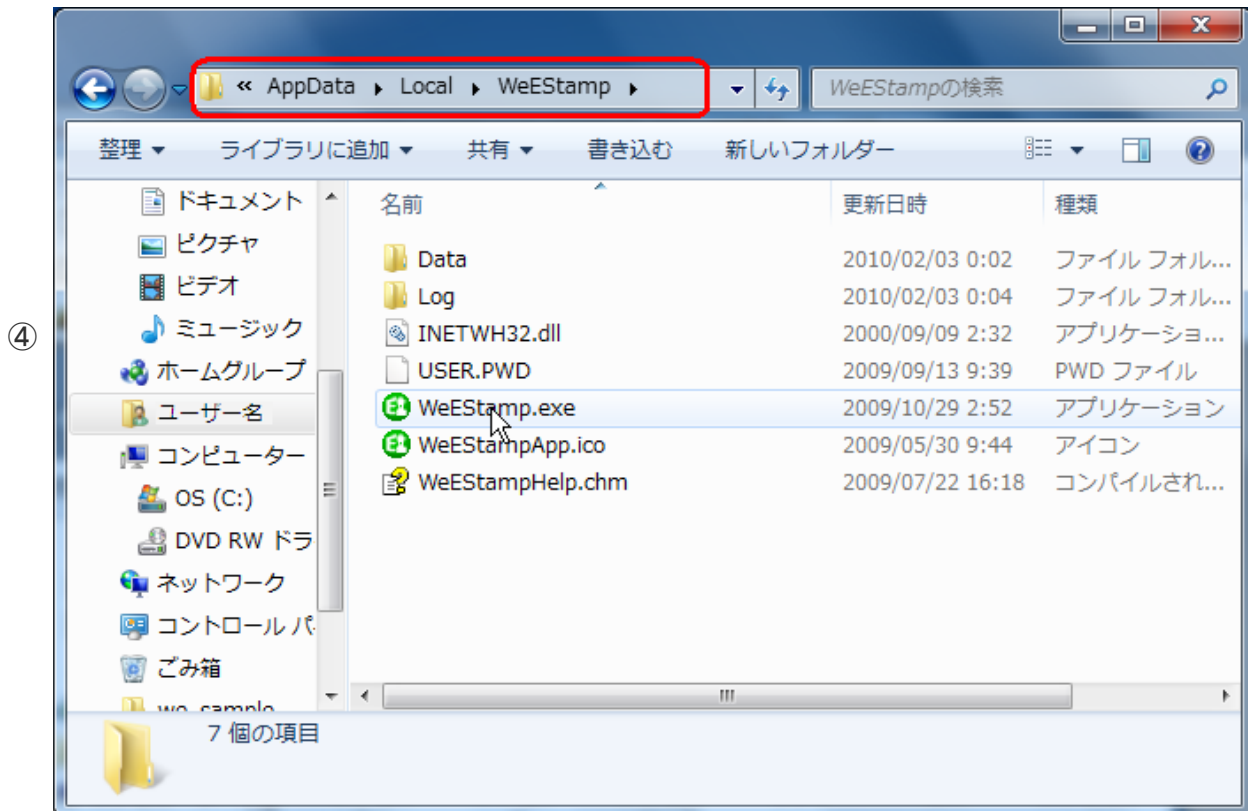 « AppData ▸ Local ▸ WeEStamp ▸
WeEStampの検索
整理 ▼ ライブラリに追加 ▼ 共有 ▼ 書き込む 新しいフォルダー
名前 更新日時 種類
ドキュメント
ピクチャ
ビデオ
ミュージック
ホームグループ
ユーザー名
コンピューター
OS (C:)
DVD RW ドラ
ネットワーク
コントロール パ
ごみ箱
we_sample
Data 2010/02/03 0:02 ファイル フォル...
Log 2010/02/03 0:04 ファイル フォル...
INETWH32.dll 2000/09/09 2:32 アプリケーショ...
USER.PWD 2009/09/13 9:39 PWD ファイル
WeEStamp.exe 2009/10/29 2:52 アプリケーション
WeEStampApp.ico 2009/05/30 9:44 アイコン
WeEStampHelp.chm 2009/07/22 16:18 コンパイルされ...
④
7 個の項目